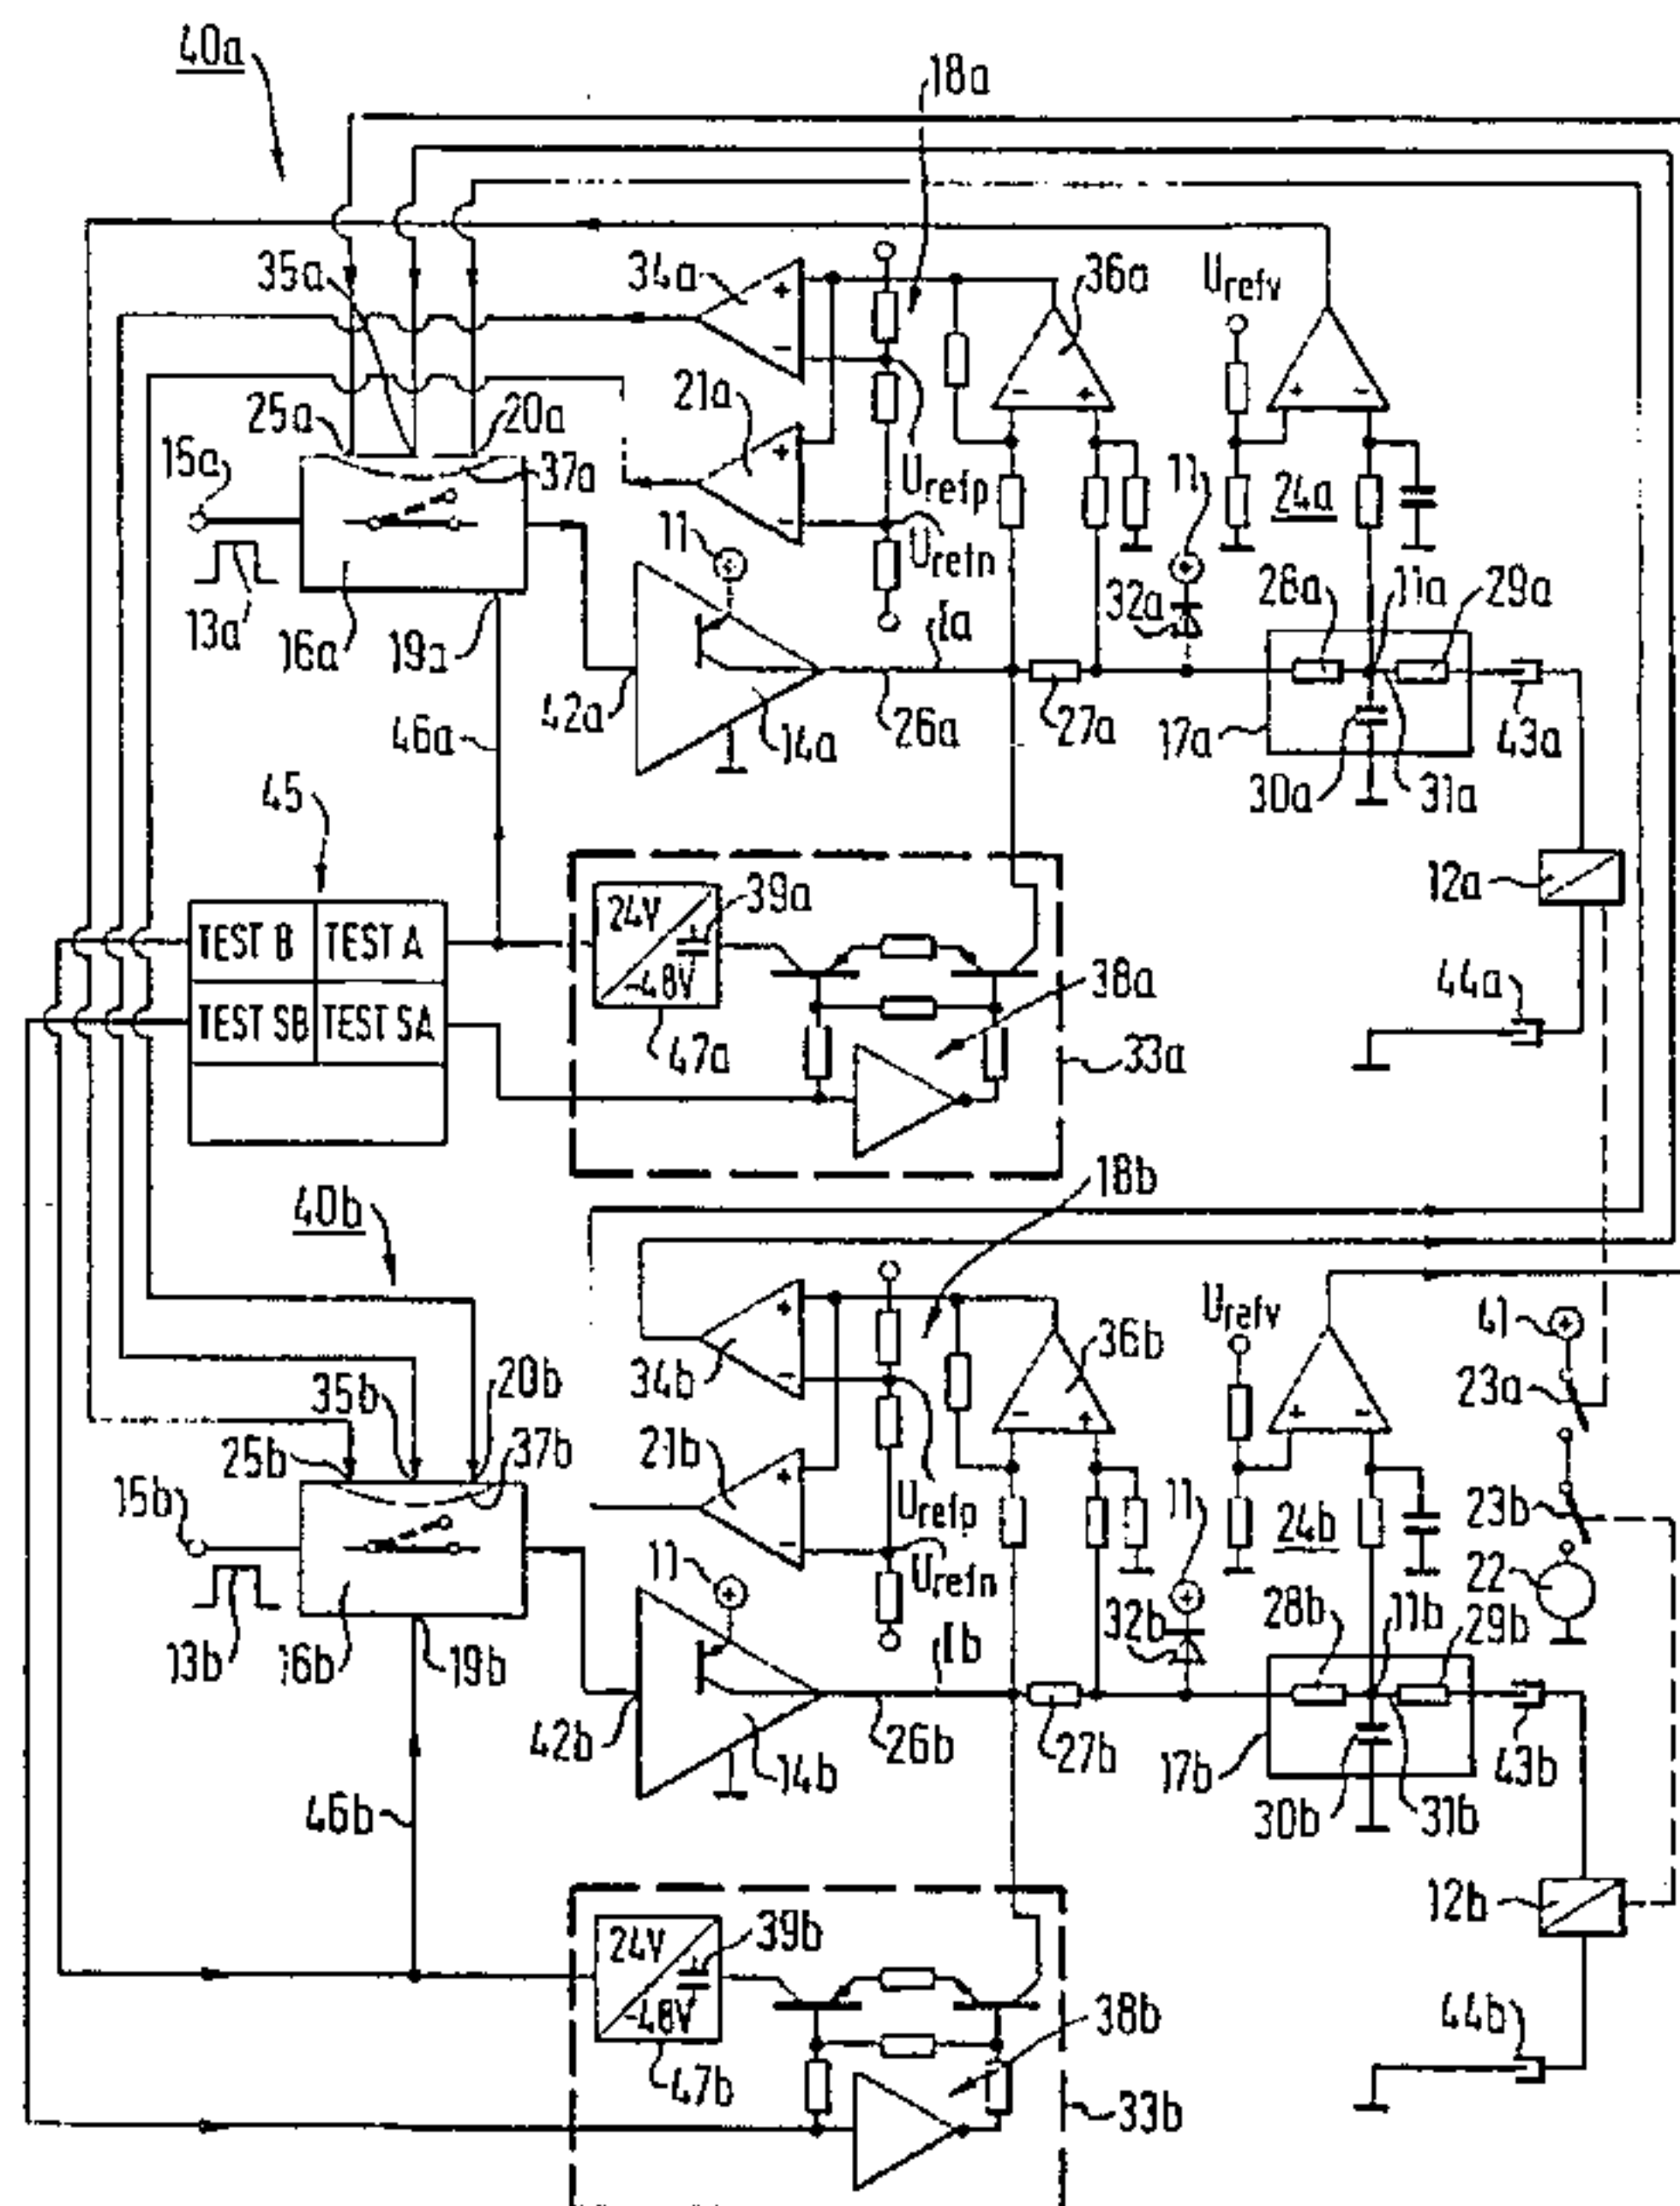 40a
18a
35a
34a
36a
Urefv
25a
21a
20a
15a
37a
Urefp
11
24a
11
Urefn
28a
11a
29a
13a
16a
19a
32a
Ia
42a
14a
26a
27a
17a
43a
46a
30a
31a
45
12a
TEST B
TEST A
24V
39a
-48V
38a
44a
TEST SB
TEST SA
47a
33a
40b
18b
Urefv
41
34b
36b
23a
35b
20b
25b
37b
21b
15b
Urefp
11
24b
23b
11
Urefn
28b
11b
22
29b
13b
16b
19b
32b
Ib
42b
14b
26b
27b
17b
43b
46b
30b
31b
12b
24V
39b
-48V
38b
44b
47b
33b